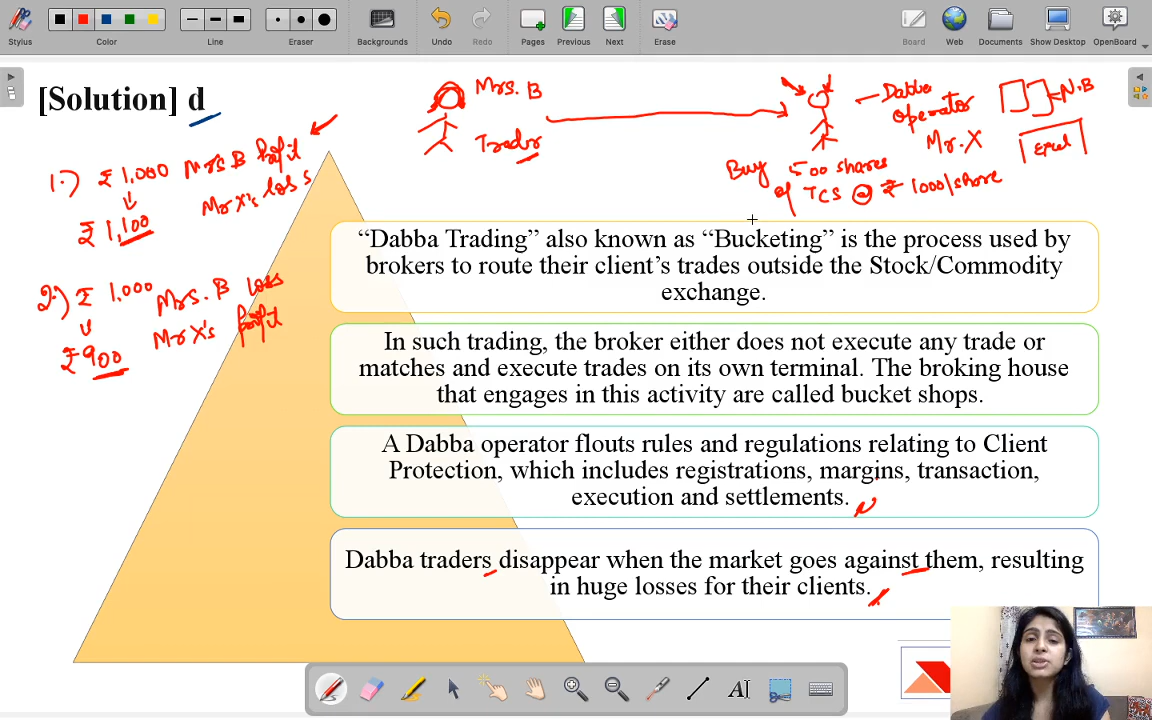 Stylus
Color
Line
Eraser
Backgrounds
Undo
Redo
Pages
Previous
Next
Erase
Board
Web
Documents
Show Desktop
OpenBoard
[Solution] d
Mrs. B
Trader
Dabba
Operator
Mr. X
N.B
Excel
Buy 500 shares
of TCS @ ₹ 1000/share
1.) ₹ 1,000 Mrs B Profit
₹ 1,100 Mr X's loss
2.) ₹ 1,000 Mrs. B loss
₹ 900 Mr X's profit
“Dabba Trading” also known as “Bucketing” is the process used by
brokers to route their client’s trades outside the Stock/Commodity
exchange.
In such trading, the broker either does not execute any trade or
matches and execute trades on its own terminal. The broking house
that engages in this activity are called bucket shops.
A Dabba operator flouts rules and regulations relating to Client
Protection, which includes registrations, margins, transaction,
execution and settlements.
Dabba traders disappear when the market goes against them, resulting
in huge losses for their clients.